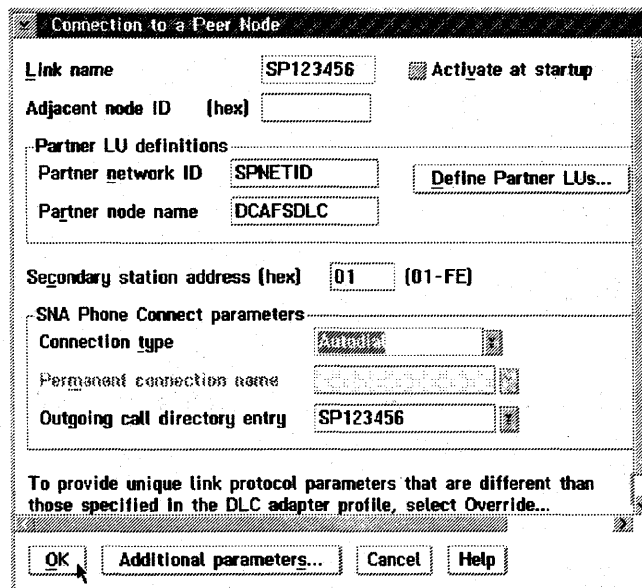 Connection to a Peer Node
Link name SP123456 Activate at startup
Adjacent node ID (hex)
Partner LU definitions
Partner network ID SPNETID Define Partner LUs...
Partner node name DCAFSDLC
Secondary station address (hex) 01 (01-FE)
SNA Phone Connect parameters
Connection type Autodial
Permanent connection name
Outgoing call directory entry SP123456
To provide unique link protocol parameters that are different than
those specified in the DLC adapter profile, select Override...
OK Additional parameters... Cancel Help